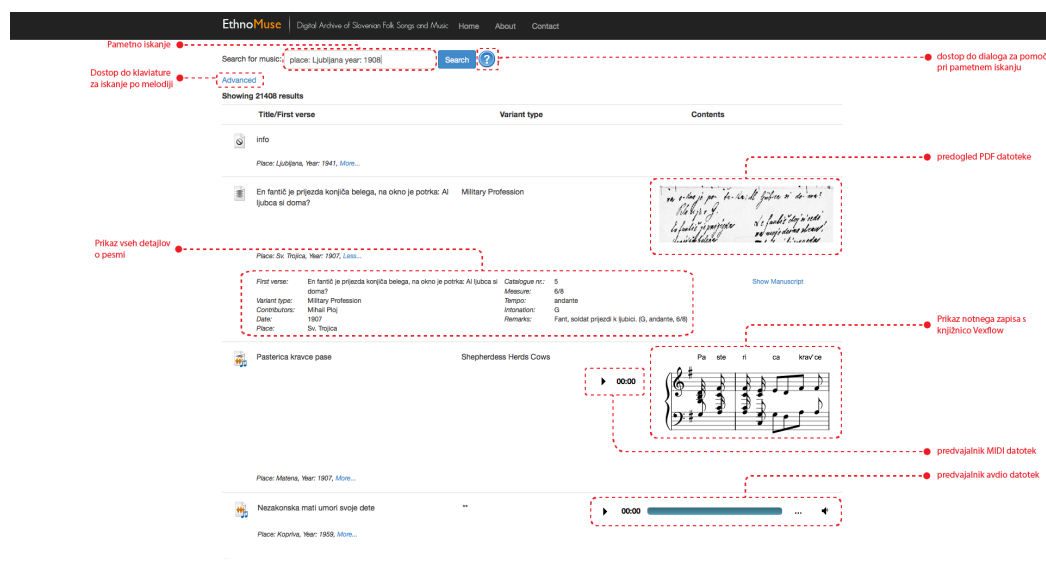 EthnoMuse Digital Archive of Slovenian Folk Songs and Music Home About Contact
Pametno iskanje
Search for music: place: Ljubljana year: 1908 Search ?
dostop do dialoga za pomoč
pri pametnem iskanju
Dostop do klaviature
za iskanje po melodiji
Advanced
Showing 21408 results
Title/First verse Variant type Contents
info
Place: Ljubljana, Year: 1941, More...
predogled PDF datoteke
En fantič je prijezda konjiča belega, na okno je potrka: Al
ljubca si doma?
Military Profession
Prikaz vseh detajlov
o pesmi
Place: Sv. Trojica, Year: 1907, Less...
First verse: En fantič je prijezda konjiča belega, na okno je potrka: Al ljubca si
doma?
Variant type: Military Profession
Contributors: Mihail Ploj
Date: 1907
Place: Sv. Trojica
Catalogue nr.: 5
Measure: 6/8
Tempo: andante
Intonation: G
Remarks: Fant, soldat prijezdi k ljubici. (G, andante, 6/8)
Show Manuscript
Prikaz notnega zapisa s
knjižnico Vexflow
Pasterica kravce pase Shepherdess Herds Cows
Pa ste ri ca krav' ce
00:00
predvajalnik MIDI datotek
Place: Matena, Year: 1907, More...
predvajalnik avdio datotek
Nezakonska mati umori svoje dete ** 00:00 ...
Place: Kopriva, Year: 1959, More...